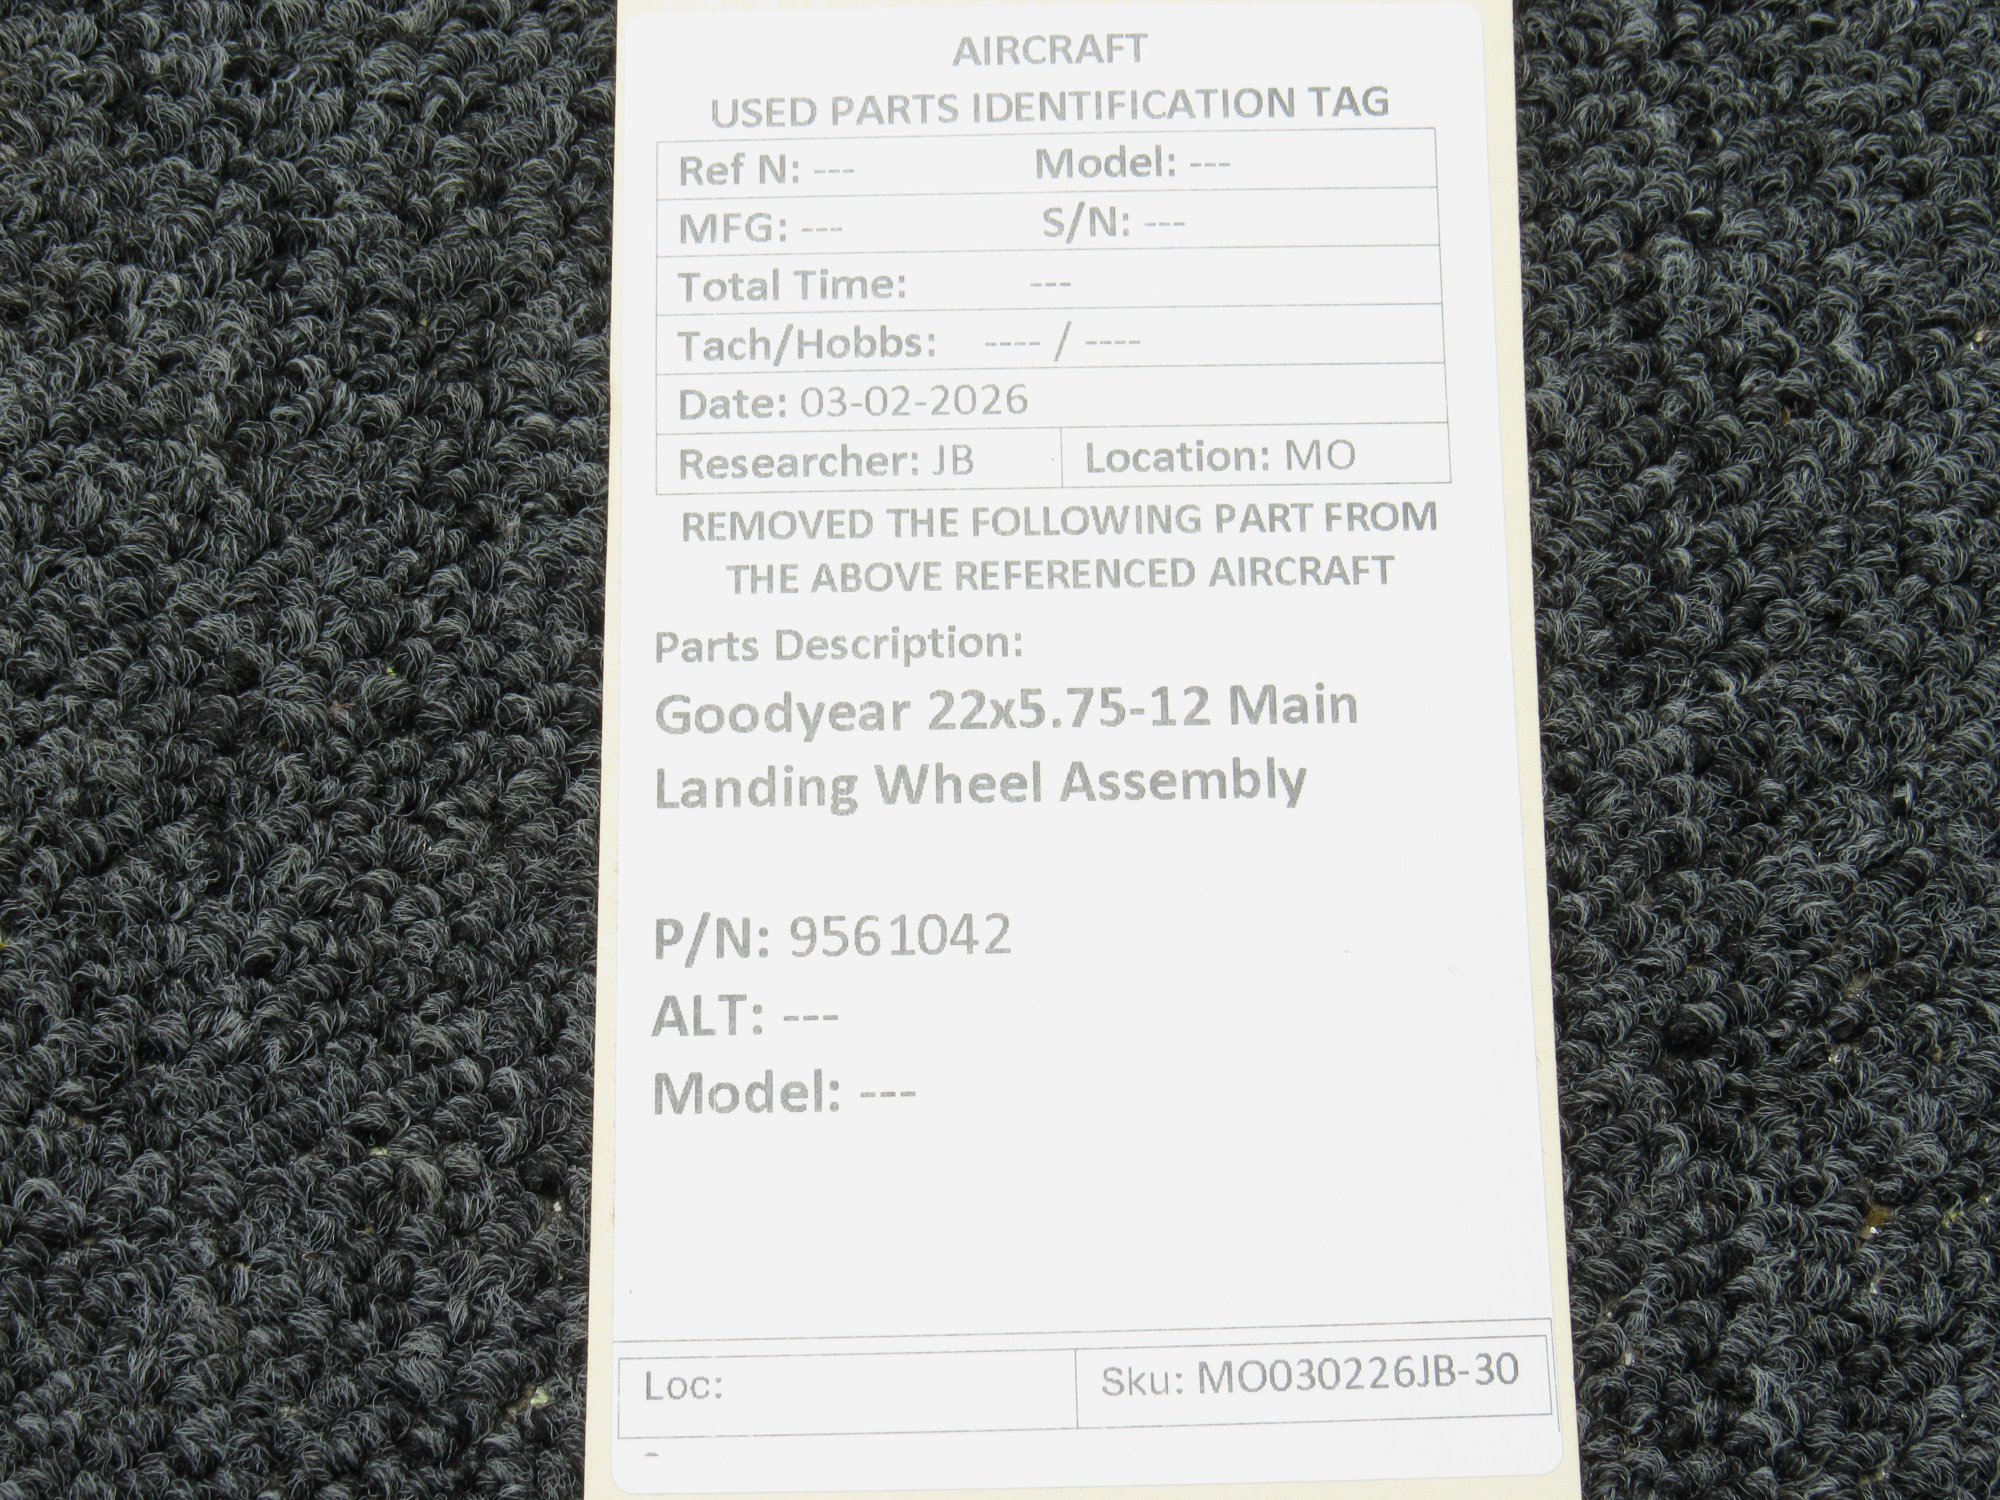 AIRCRAFT
USED PARTS IDENTIFICATION TAG
Ref N: --- Model: ---
MFG: --- S/N: ---
Total Time: ---
Tach/Hobbs: ---- / ----
Date: 03-02-2026
Researcher: JB Location: MO
REMOVED THE FOLLOWING PART FROM
THE ABOVE REFERENCED AIRCRAFT
Parts Description:
Goodyear 22x5.75-12 Main
Landing Wheel Assembly
P/N: 9561042
ALT: ---
Model: ---
Loc: Sku: MO030226JB-30